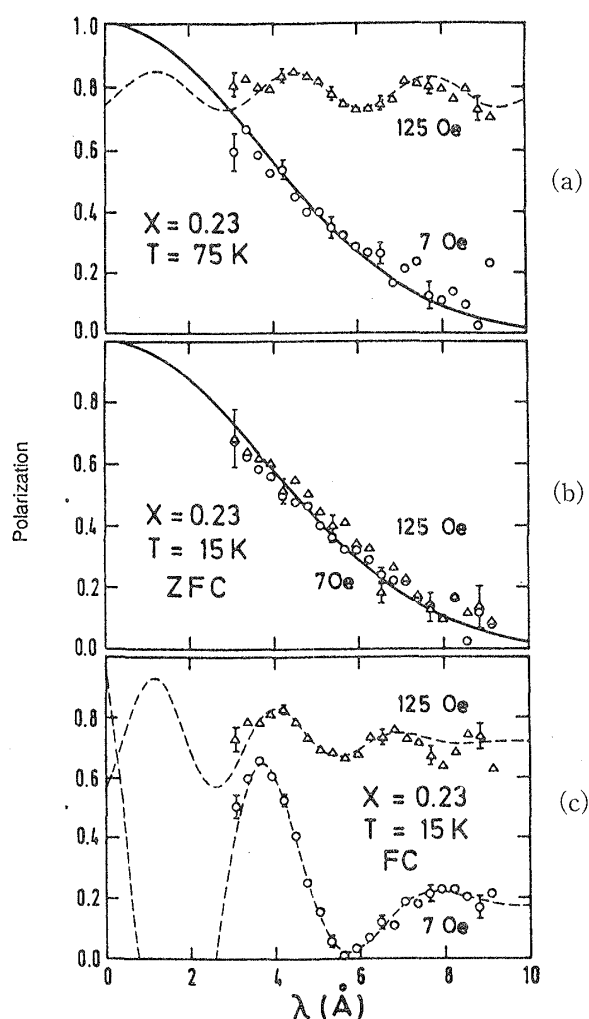 1.0
0.8
0.6
0.4
0.2
0.0
125 Oe
7 Oe
X = 0.23
T = 75 K
(a)
0.8
0.6
0.4
0.2
0.0
125 Oe
7Oe
X = 0.23
T = 15 K
ZFC
(b)
Polarization
0.8
0.6
0.4
0.2
0.0
125 Oe
X = 0.23
T = 15 K
FC
7 Oe
(c)
0 2 4 6 8 10
λ (Å)